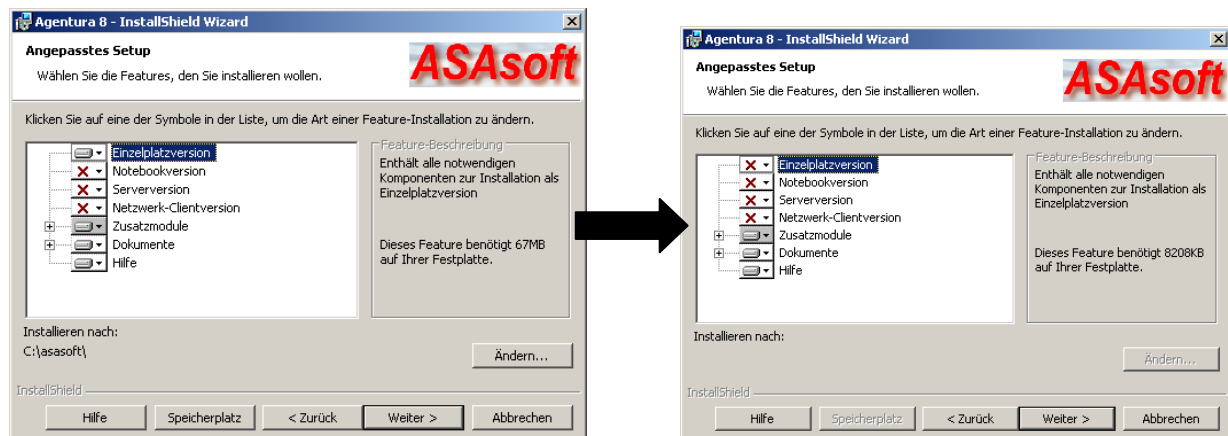 Agentura 8 - InstallShield Wizard
Angepasstes Setup
Wählen Sie die Features, den Sie installieren wollen.
ASAsoft
Klicken Sie auf eine der Symbole in der Liste, um die Art einer Feature-Installation zu ändern.
Einzelplatzversion
Notebookversion
Serverversion
Netzwerk-Clientversion
Zusatzmodule
Dokumente
Hilfe
Feature-Beschreibung
Enthält alle notwendigen
Komponenten zur Installation als
Einzelplatzversion
Dieses Feature benötigt 67MB
auf Ihrer Festplatte.
Installieren nach:
C:\asasoft\
Ändern...
InstallShield
Hilfe Speicherplatz < Zurück Weiter > Abbrechen
Agentura 8 - InstallShield Wizard
Angepasstes Setup
Wählen Sie die Features, den Sie installieren wollen.
ASAsoft
Klicken Sie auf eine der Symbole in der Liste, um die Art einer Feature-Installation zu ändern.
Einzelplatzversion
Notebookversion
Serverversion
Netzwerk-Clientversion
Zusatzmodule
Dokumente
Hilfe
Feature-Beschreibung
Enthält alle notwendigen
Komponenten zur Installation als
Einzelplatzversion
Dieses Feature benötigt 8208KB
auf Ihrer Festplatte.
Installieren nach:
Ändern...
InstallShield
Hilfe Speicherplatz < Zurück Weiter > Abbrechen